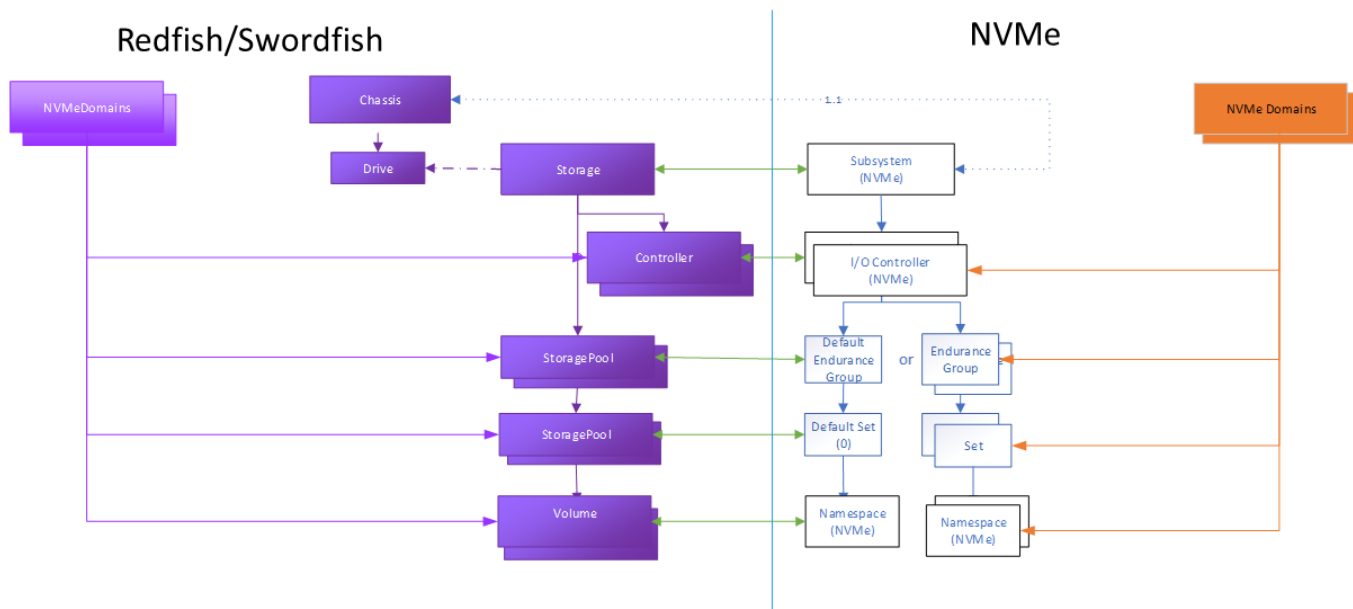 Redfish/Swordfish
NVMe
NVMeDomains
Chassis
1..1
NVMe Domains
Drive
Storage
Subsystem
(NVMe)
Controller
I/O Controller
(NVMe)
StoragePool
Default
Endurance
Group
or
Endurance
Group
StoragePool
Default Set
(0)
Set
Volume
Namespace
(NVMe)
Namespace
(NVMe)